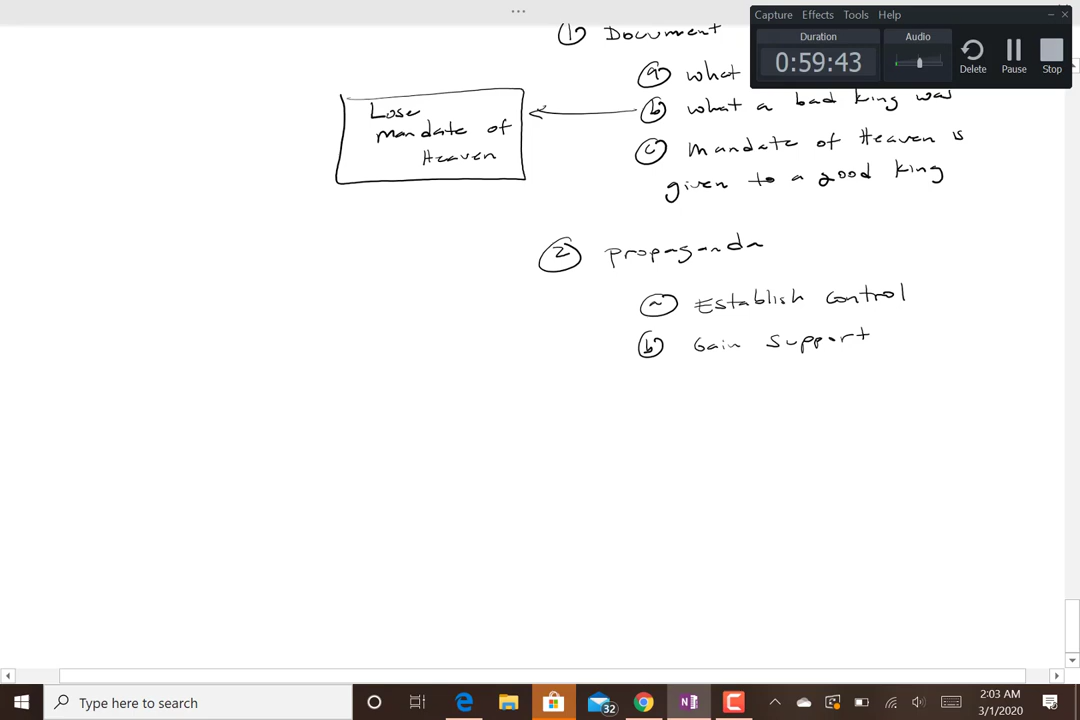 Capture Effects Tools Help
Duration Audio
0:59:43
Delete Pause Stop
1 Document
a what
b what a bad king was
Lose
mandate of
Heaven
c Mandate of Heaven is
given to a good king
2 propaganda
a Establish control
b Gain support
Type here to search
32
N
2:03 AM
3/1/2020